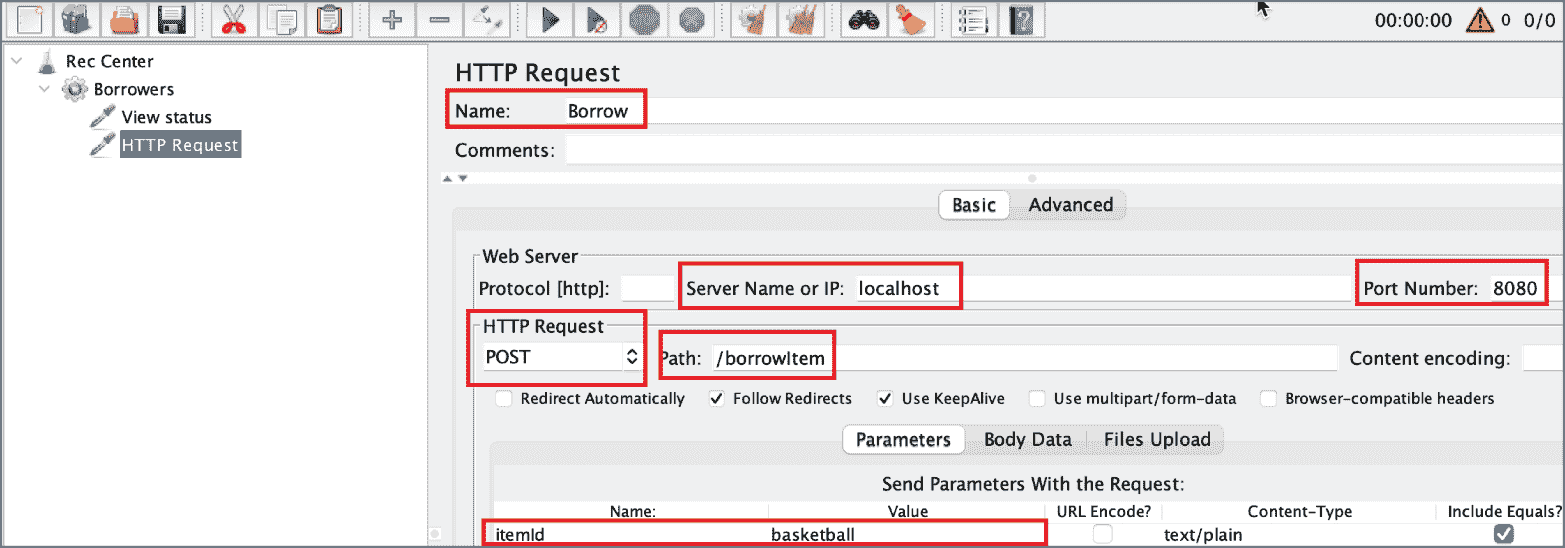 00:00:00 0 0/0
Rec Center
Borrowers
View status
HTTP Request
HTTP Request
Name: Borrow
Comments:
Basic Advanced
Web Server
Protocol [http]: Server Name or IP: localhost Port Number: 8080
HTTP Request
POST Path: /borrowItem Content encoding:
Redirect Automatically Follow Redirects Use KeepAlive Use multipart/form-data Browser-compatible headers
Parameters Body Data Files Upload
Send Parameters With the Request:
Name: Value URL Encode? Content-Type Include Equals?
itemId basketball text/plain